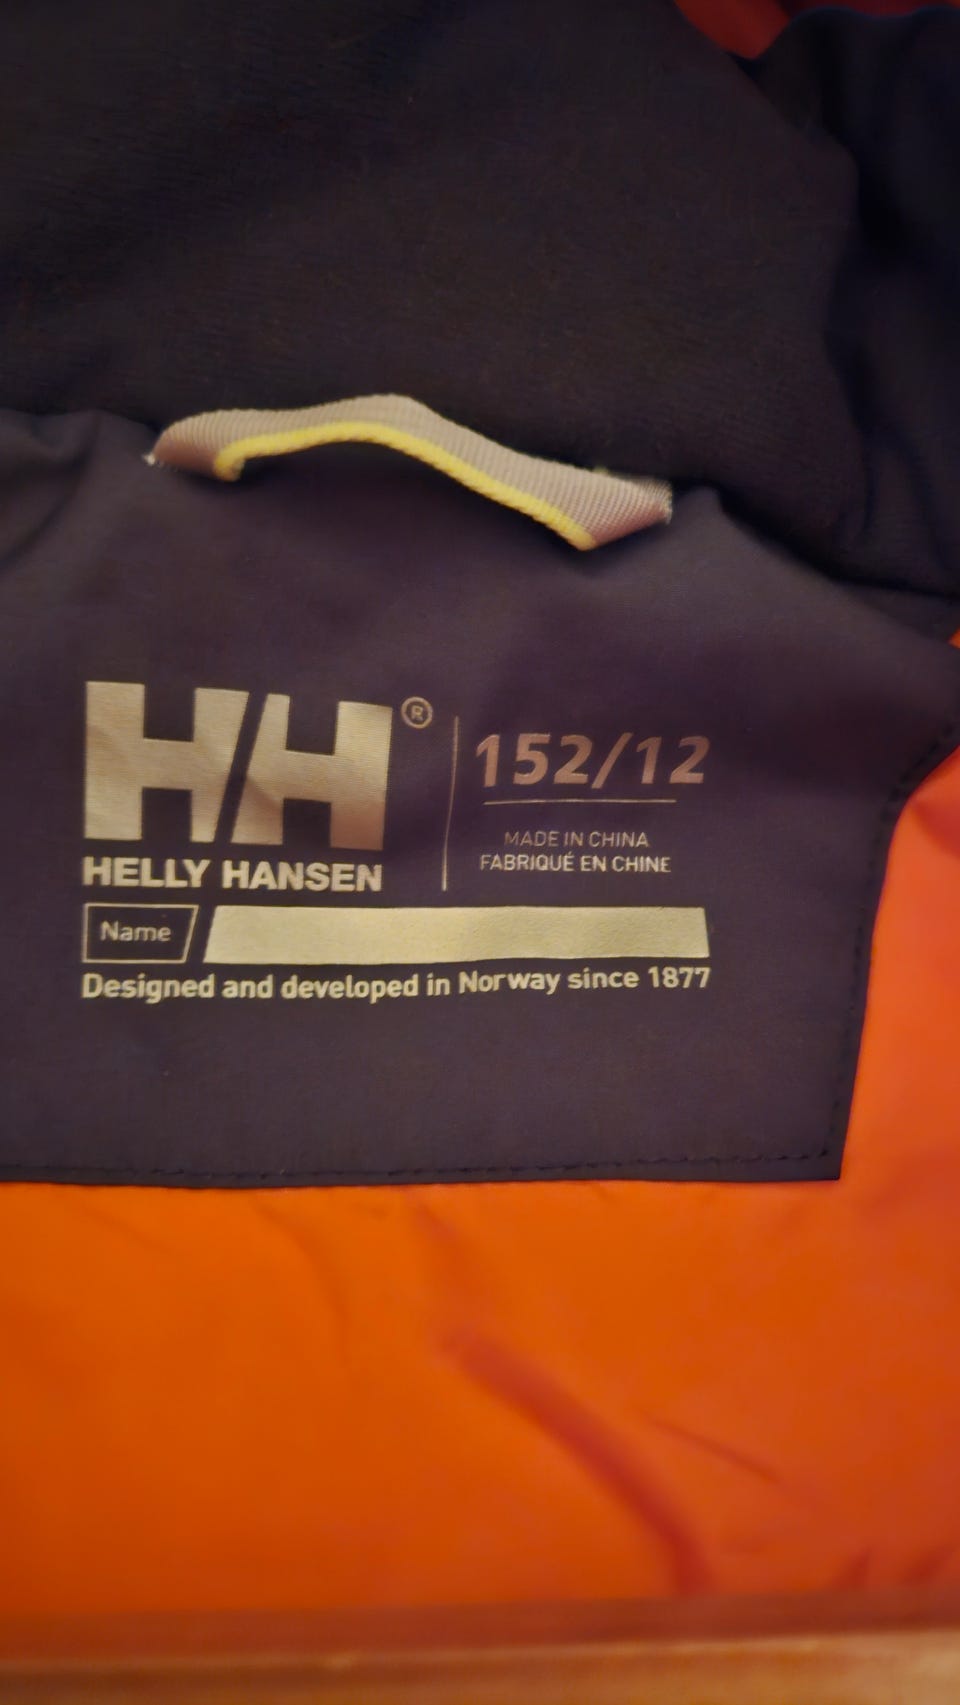 HH®
HELLY HANSEN
152/12
MADE IN CHINA
FABRIQUÉ EN CHINE
Name
Designed and developed in Norway since 1877